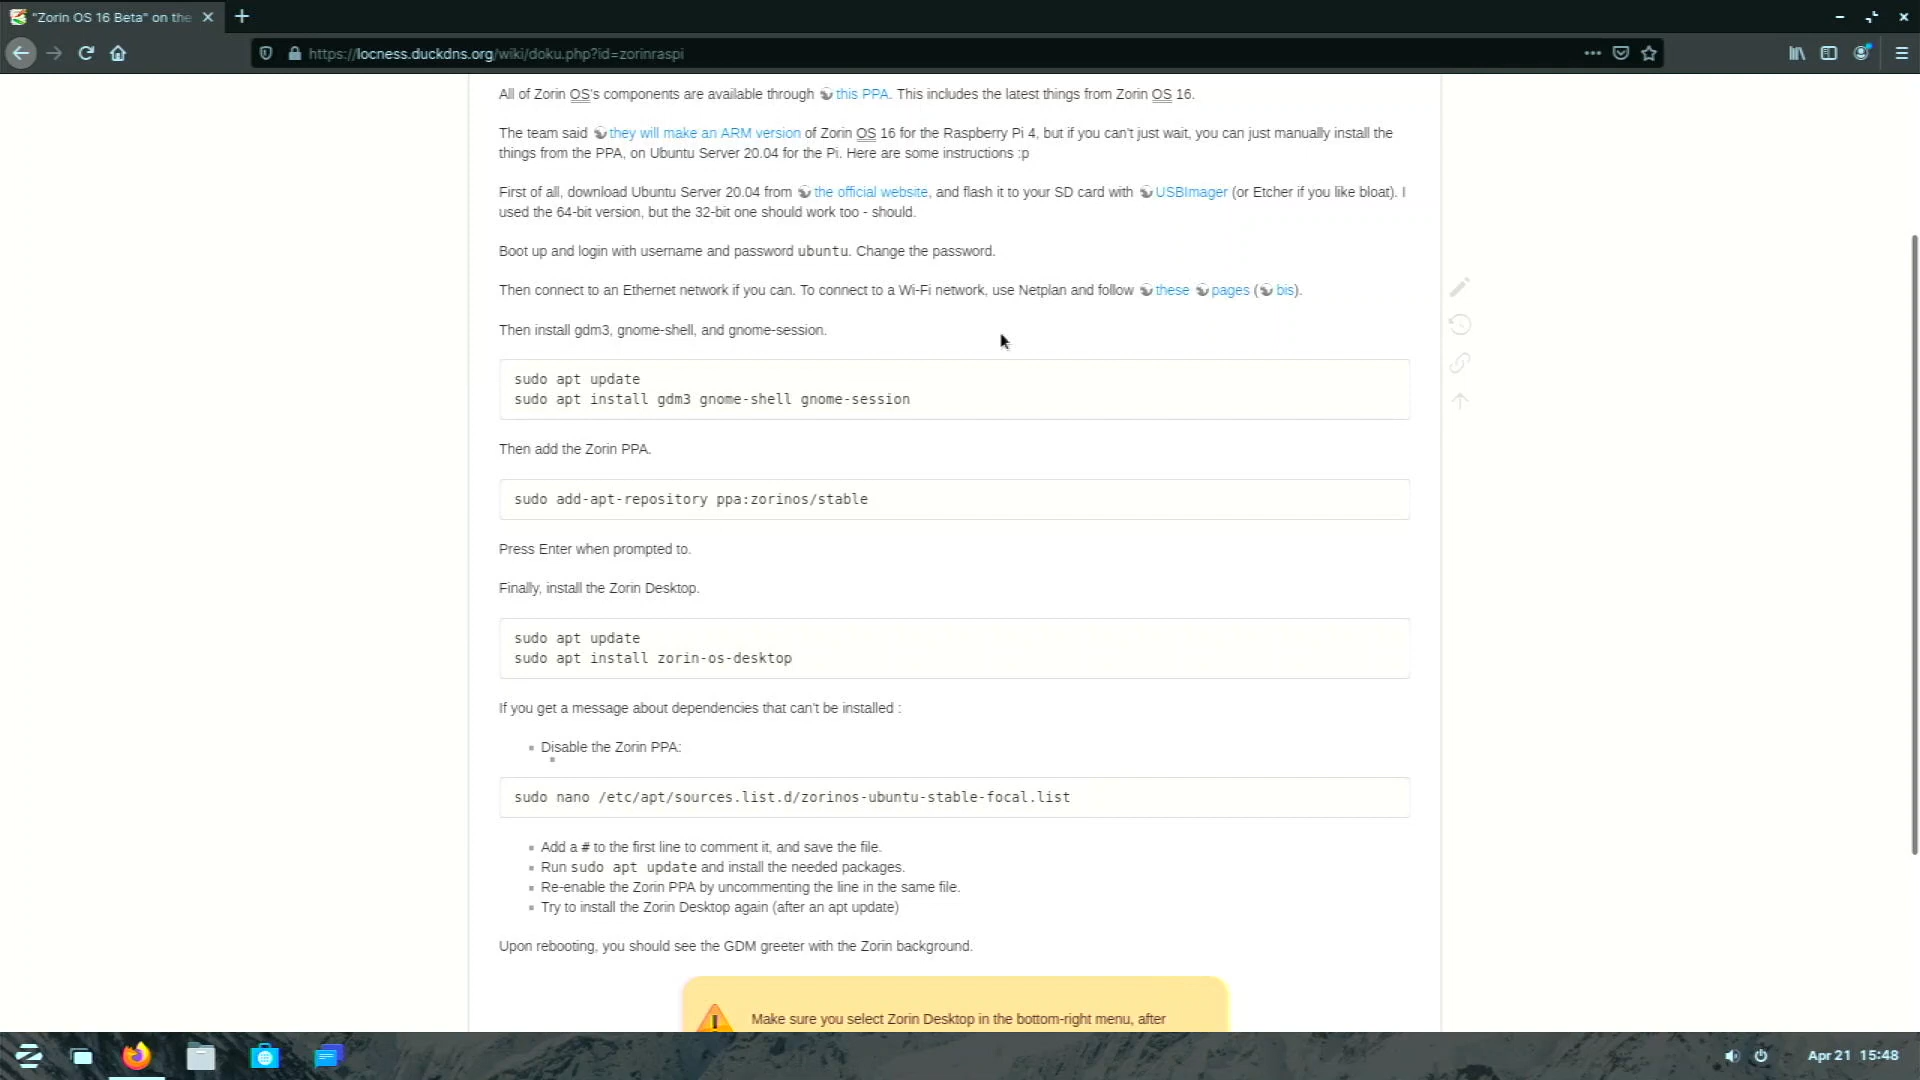 "Zorin OS 16 Beta" on the
https://locness.duckdns.org/wiki/doku.php?id=zorinraspi
All of Zorin OS's components are available through this PPA. This includes the latest things from Zorin OS 16.
The team said they will make an ARM version of Zorin OS 16 for the Raspberry Pi 4, but if you can't just wait, you can just manually install the
things from the PPA, on Ubuntu Server 20.04 for the Pi. Here are some instructions :p
First of all, download Ubuntu Server 20.04 from the official website, and flash it to your SD card with USBImager (or Etcher if you like bloat). I
used the 64-bit version, but the 32-bit one should work too - should.
Boot up and login with username and password ubuntu. Change the password.
Then connect to an Ethernet network if you can. To connect to a Wi-Fi network, use Netplan and follow these pages (bis).
Then install gdm3, gnome-shell, and gnome-session.
sudo apt update
sudo apt install gdm3 gnome-shell gnome-session
Then add the Zorin PPA.
sudo add-apt-repository ppa:zorinos/stable
Press Enter when prompted to.
Finally, install the Zorin Desktop.
sudo apt update
sudo apt install zorin-os-desktop
If you get a message about dependencies that can't be installed :
Disable the Zorin PPA:
sudo nano /etc/apt/sources.list.d/zorinos-ubuntu-stable-focal.list
Add a # to the first line to comment it, and save the file.
Run sudo apt update and install the needed packages.
Re-enable the Zorin PPA by uncommenting the line in the same file.
Try to install the Zorin Desktop again (after an apt update)
Upon rebooting, you should see the GDM greeter with the Zorin background.
Make sure you select Zorin Desktop in the bottom-right menu, after
Apr 21 15:48